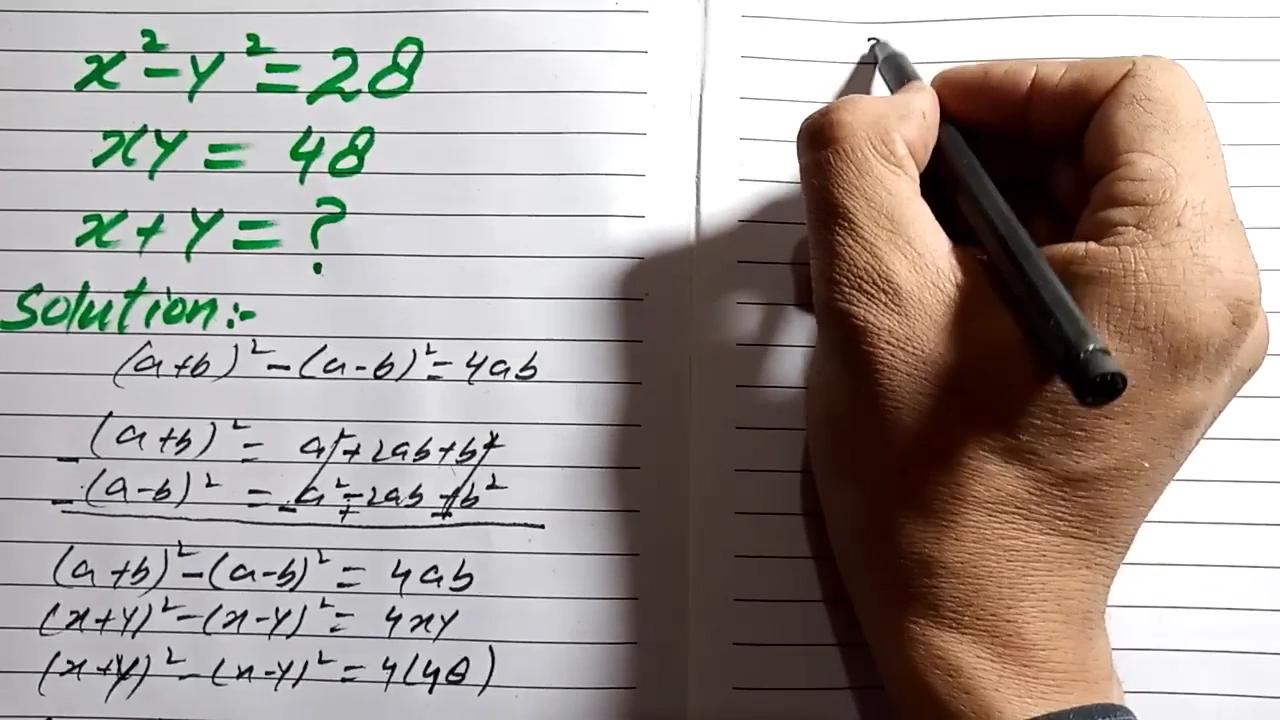 x²-y²=28
xy = 48
x+y=?
Solution:-
(a+b)²-(a-b)²=4ab
-(a+b)²= a²+2ab+b²
-(a-b)² =-a²-2ab+b²
+ -
(a+b)²-(a-b)²= 4ab
(x+y)²-(x-y)²= 4xy
(x+y)²-(x-y)²=4(48)